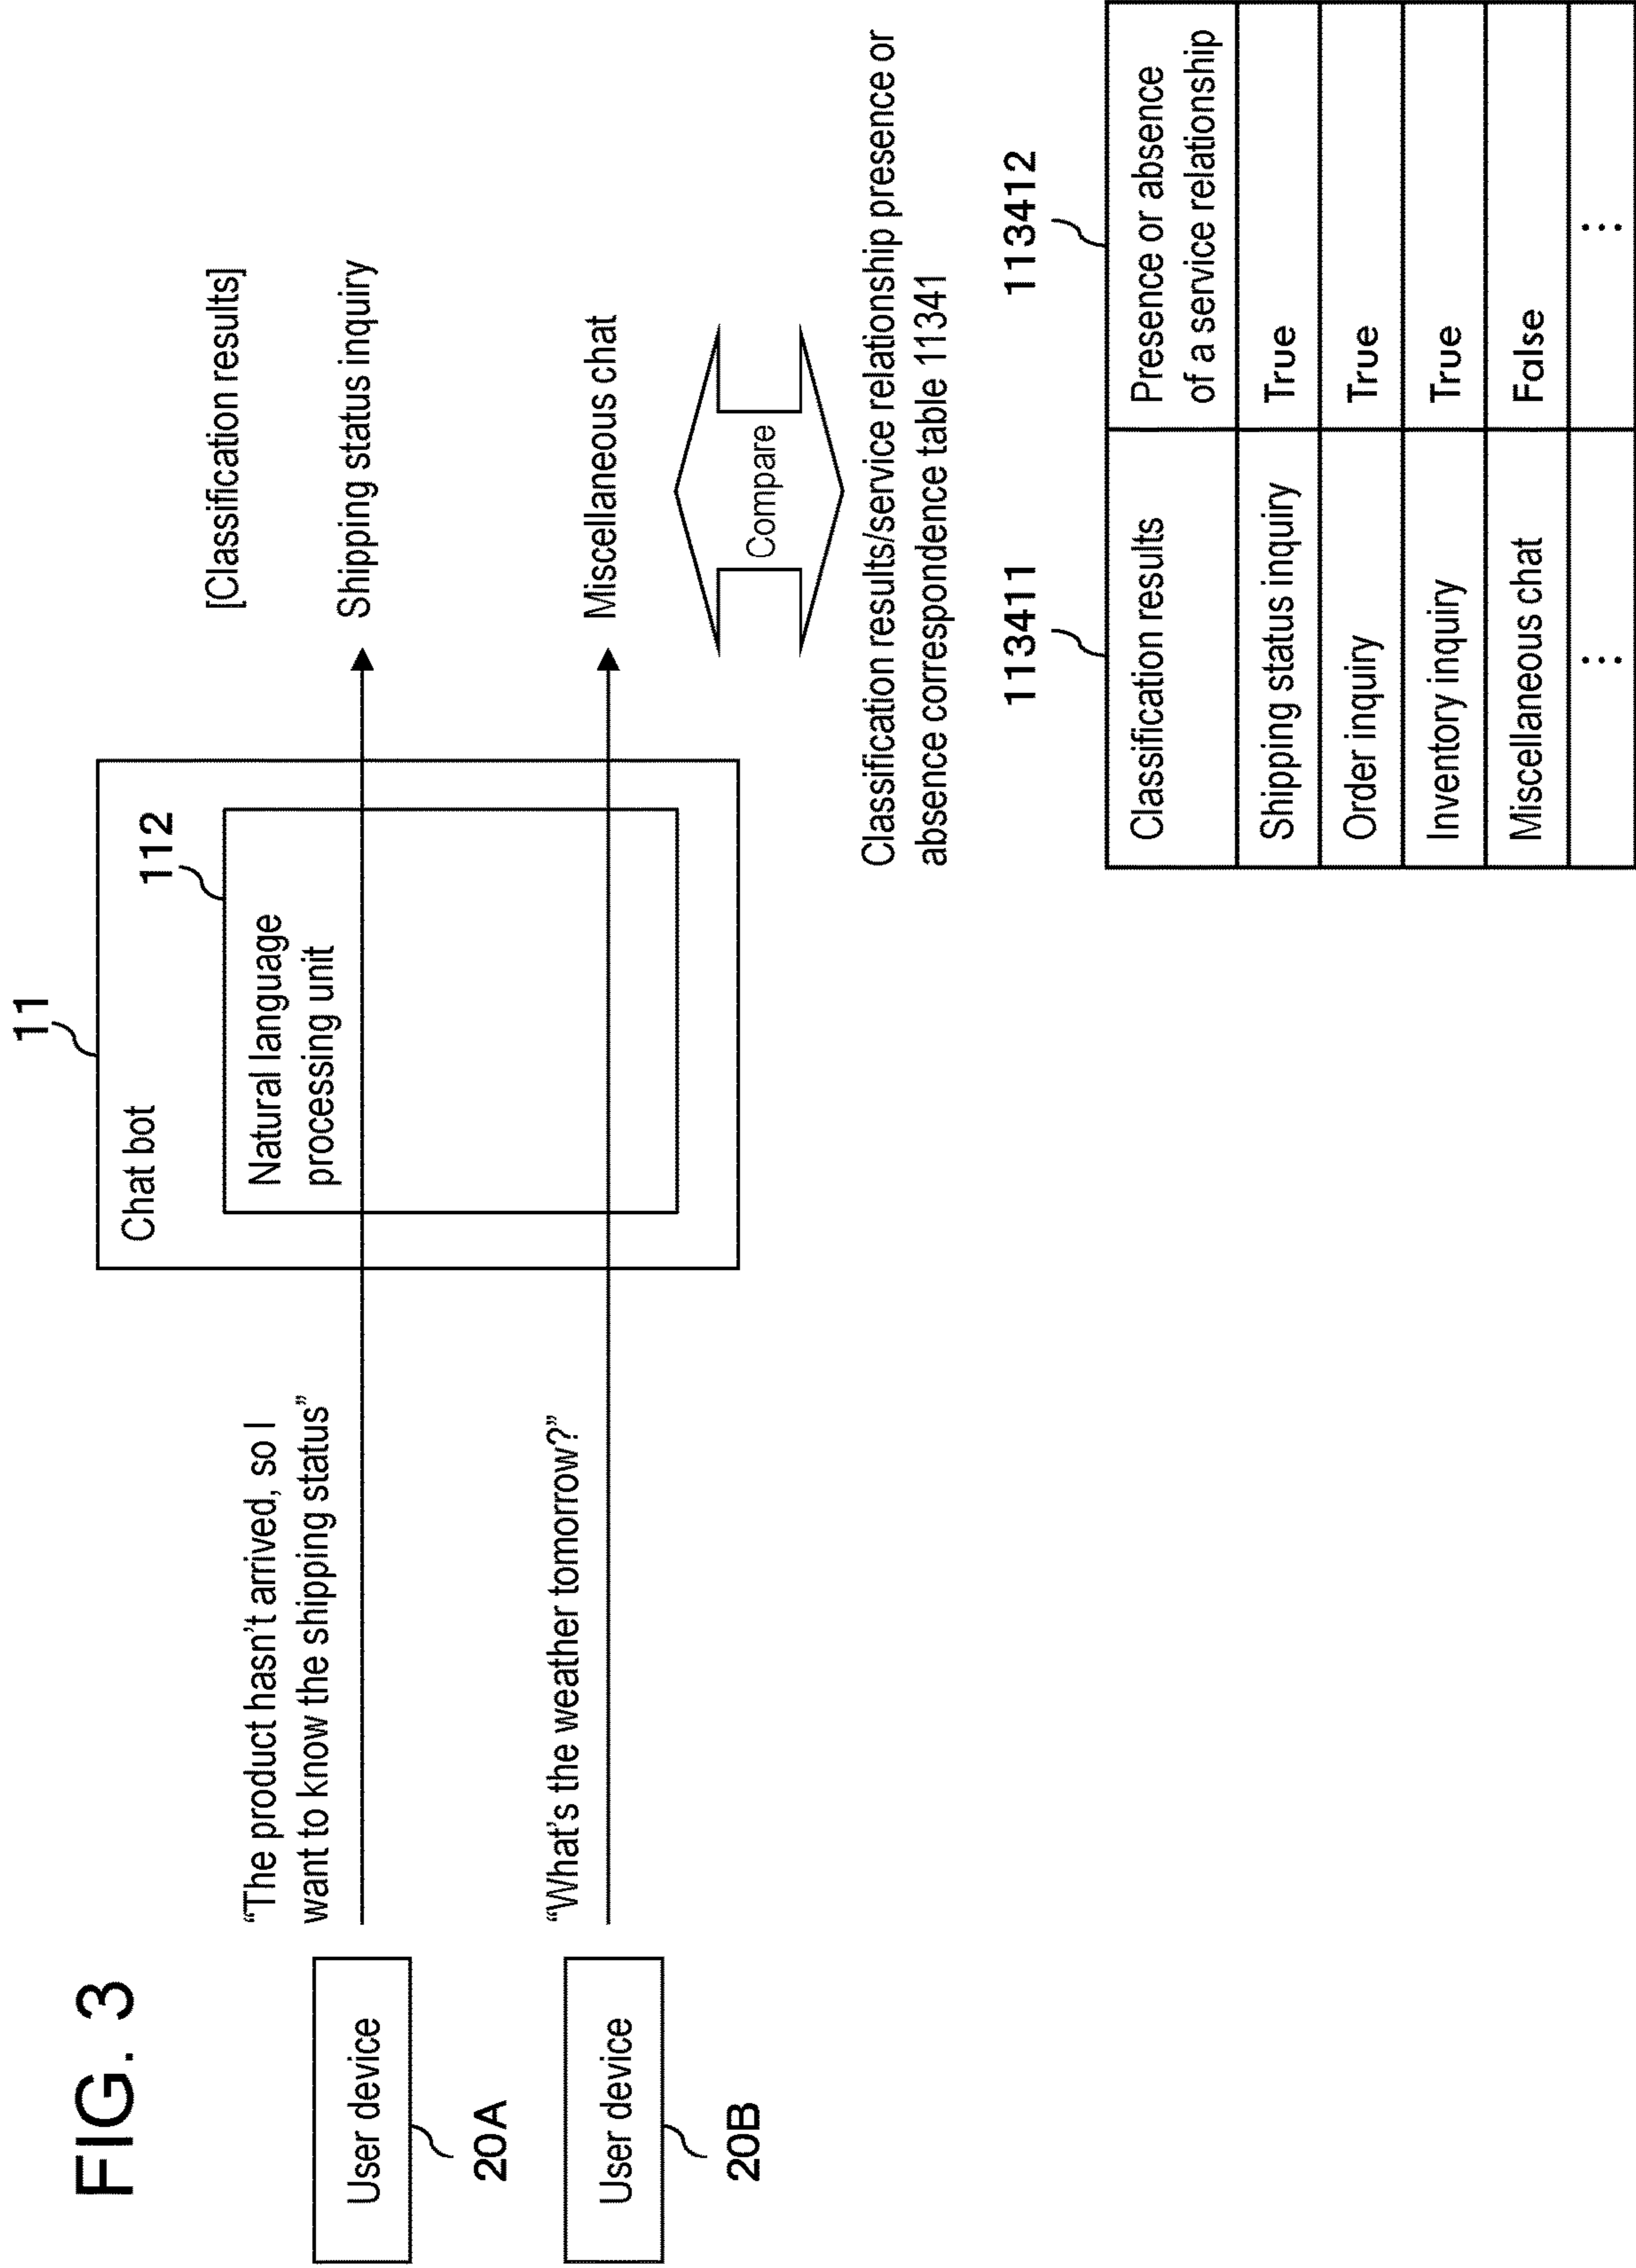 FIG. 3
11
Chat bot
112
Natural language
processing unit
[Classification results]
"The product hasn't arrived, so I
want to know the shipping status"
Shipping status inquiry
User device
20A
"What's the weather tomorrow?"
Miscellaneous chat
User device
20B
Compare
Classification results/service relationship presence or
absence correspondence table 11341
113411
113412
Classification results
Presence or absence
of a service relationship
Shipping status inquiry
True
Order inquiry
True
Inventory inquiry
True
Miscellaneous chat
False
⋮
⋮